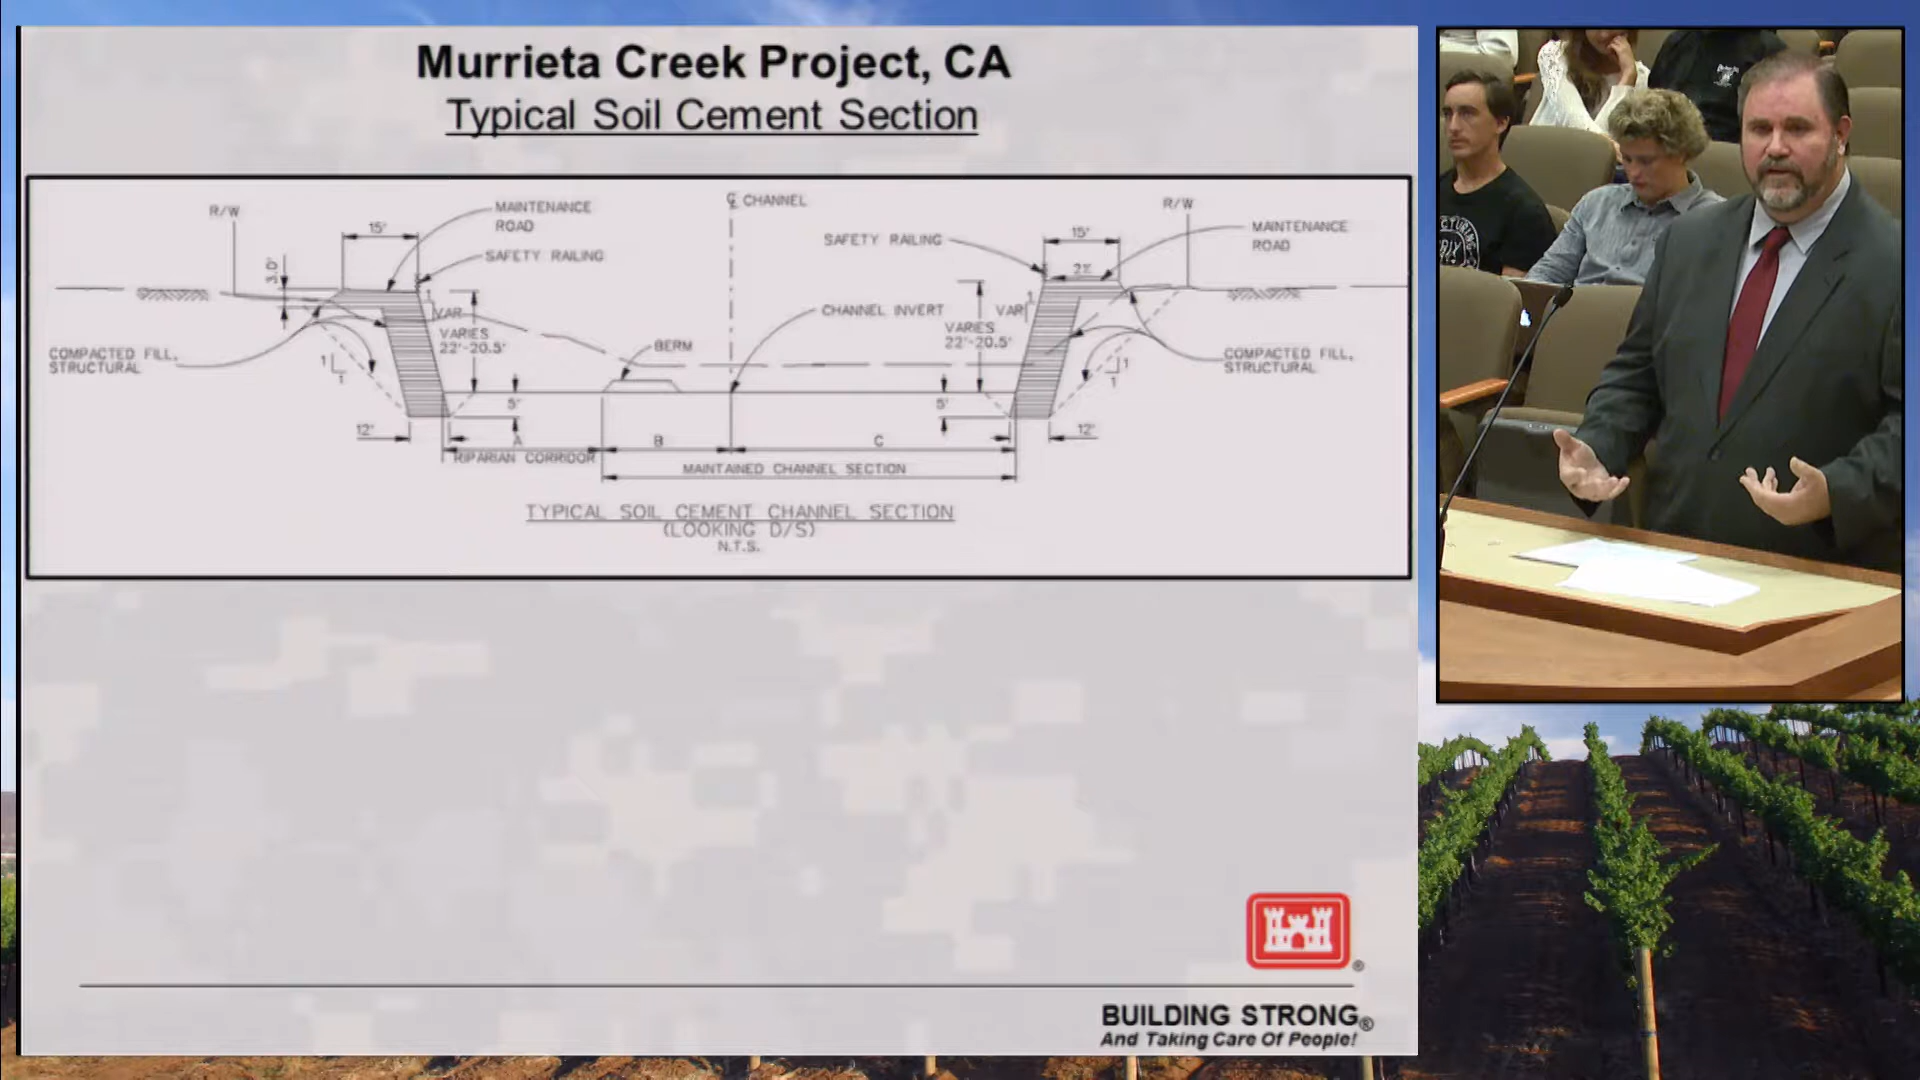 Murrieta Creek Project, CA
Typical Soil Cement Section
R/W
15'
MAINTENANCE
ROAD
SAFETY RAILING
3.0'
1
VAR
VARIES
22'-20.5'
COMPACTED FILL,
STRUCTURAL
1
1
12'
5'
A
RIPARIAN CORRIDOR
BERM
B
℄ CHANNEL
CHANNEL INVERT
C
MAINTAINED CHANNEL SECTION
SAFETY RAILING
15'
R/W
MAINTENANCE
ROAD
VAR
1
VARIES
22'-20.5'
5'
COMPACTED FILL,
STRUCTURAL
1
1
12'
TYPICAL SOIL CEMENT CHANNEL SECTION
(LOOKING D/S)
N.T.S.
BUILDING STRONG®
And Taking Care Of People!